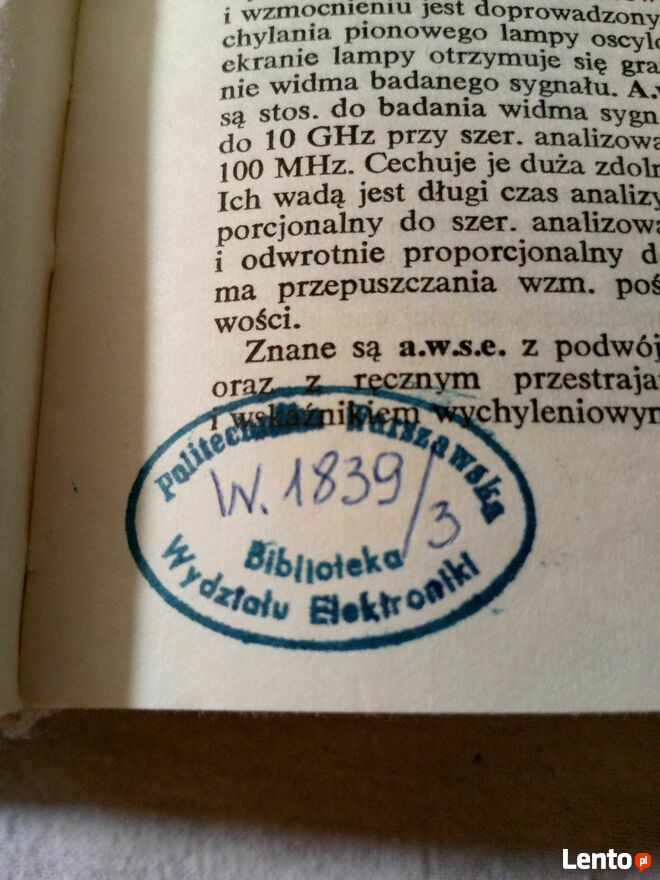 i wzmocnieniu jest doprowadzony
chylania pionowego lampy oscylo
ekranie lampy otrzymuje się gra
nie widma badanego sygnału. A.w
są stos. do badania widma sygn
do 10 GHz przy szer. analizowa
100 MHz. Cechuje je duża zdoln
Ich wadą jest długi czas analizy
porcjonalny do szer. analizowa
i odwrotnie proporcjonalny d
ma przepuszczania wzm. poś
wości.
Znane są a.w.s.e. z podwój
oraz z ręcznym przestraja
i wskaźnikiem wychyleniowym
Politechnika Warszawska
W. 1839/3
Biblioteka
Wydziału Elektroniki
Lento pl